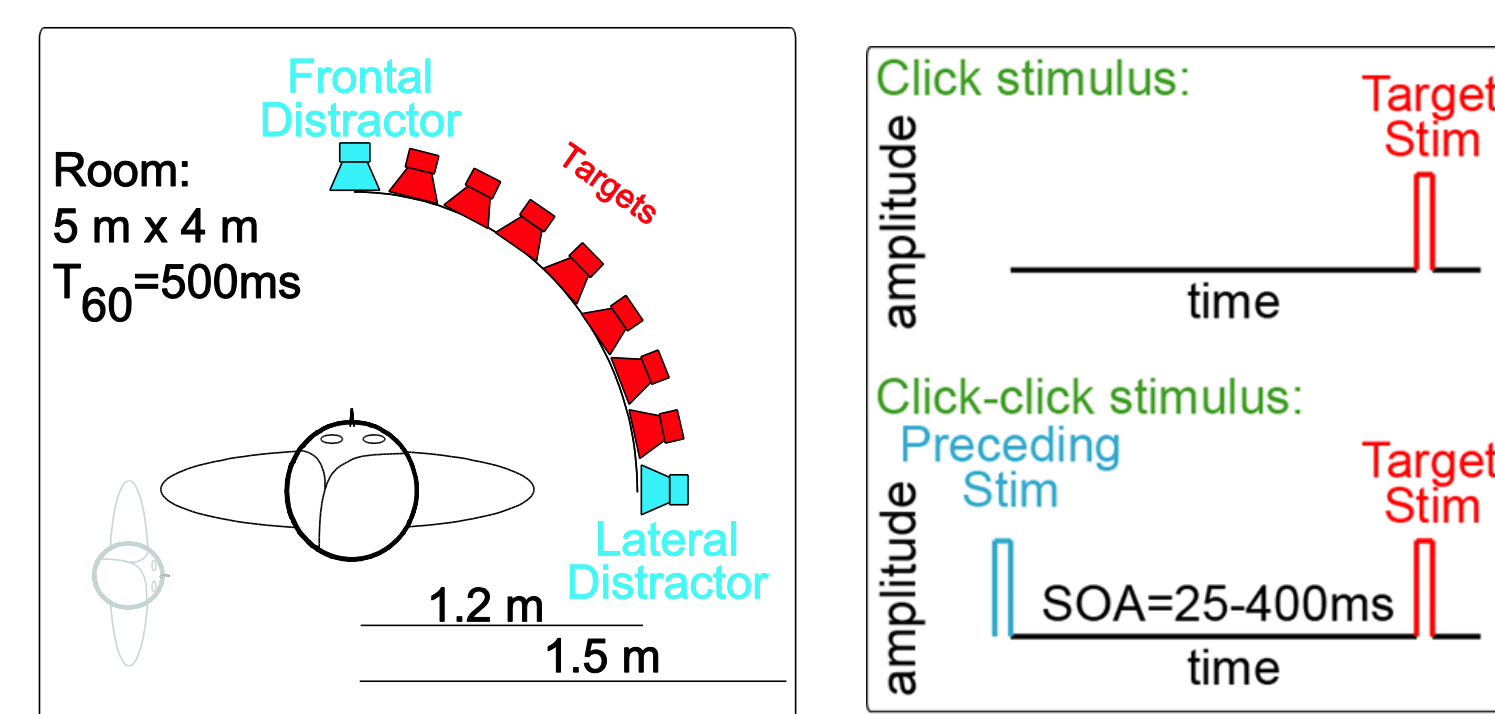 Frontal
Distractor
Targets
Room:
5 m x 4 m
T60=500ms
Lateral
Distractor
1.2 m
1.5 m
Click stimulus:
Target
Stim
amplitude
time
Click-click stimulus:
Preceding
Stim
Target
Stim
amplitude
SOA=25-400ms
time